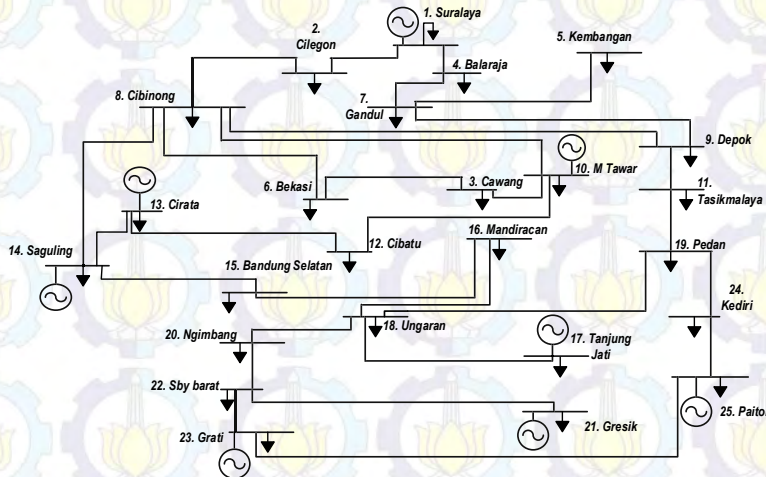 1. Suralaya
2.
Cilegon
5. Kembangan
4. Balaraja
7.
Gandul
8. Cibinong
9. Depok
10. M Tawar
3. Cawang
6. Bekasi
11.
Tasikmalaya
13. Cirata
16. Mandiracan
12. Cibatu
14. Saguling
19. Pedan
15. Bandung Selatan
24.
Kediri
18. Ungaran
17. Tanjung
Jati
20. Ngimbang
22. Sby barat
21. Gresik
25. Paiton
23. Grati